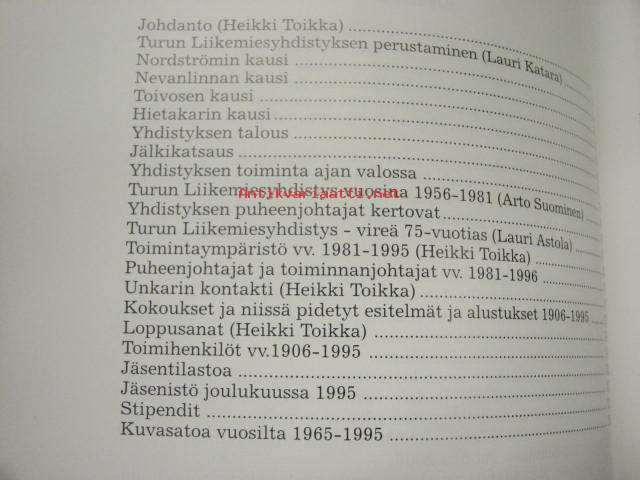 Johdanto (Heikki Toikka)
Turun Liikemiesyhdistyksen perustaminen (Lauri Katara)
Nordströmin kausi
Nevanlinnan kausi
Toivosen kausi
Hietakarin kausi
Yhdistyksen talous
Jälkikatsaus
Yhdistyksen toiminta ajan valossa
Turun Liikemiesyhdistys vuosina 1956-1981 (Arto Suominen)
Yhdistyksen puheenjohtajat kertovat
Turun Liikemiesyhdistys - vireä 75-vuotias (Lauri Astola)
Toimintaympäristö vv. 1981-1995 (Heikki Toikka)
Puheenjohtajat ja toiminnanjohtajat vv. 1981-1996
Unkarin kontakti (Heikki Toikka)
Kokoukset ja niissä pidetyt esitelmät ja alustukset 1906-1995
Loppusanat (Heikki Toikka)
Toimihenkilöt vv.1906-1995
Jäsentilastoa
Jäsenistö joulukuussa 1995
Stipendit
Kuvasatoa vuosilta 1965-1995